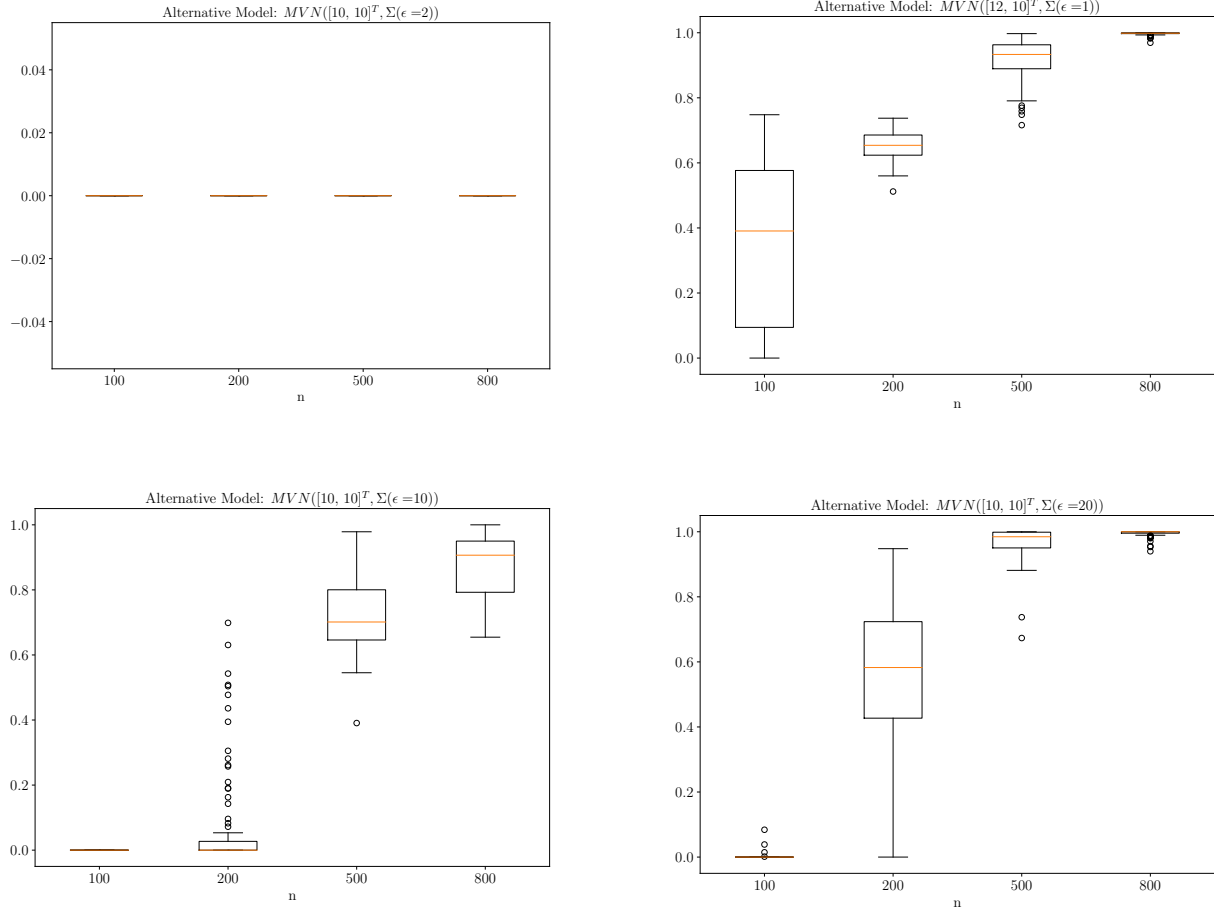 Alternative Model: $MVN([10, 10]^T, \Sigma(\epsilon = 2))$
0.04
0.02
0.00
−0.02
−0.04
100 200 500 800
n
Alternative Model: $MVN([12, 10]^T, \Sigma(\epsilon = 1))$
1.0
0.8
0.6
0.4
0.2
0.0
100 200 500 800
n
Alternative Model: $MVN([10, 10]^T, \Sigma(\epsilon = 10))$
1.0
0.8
0.6
0.4
0.2
0.0
100 200 500 800
n
Alternative Model: $MVN([10, 10]^T, \Sigma(\epsilon = 20))$
1.0
0.8
0.6
0.4
0.2
0.0
100 200 500 800
n